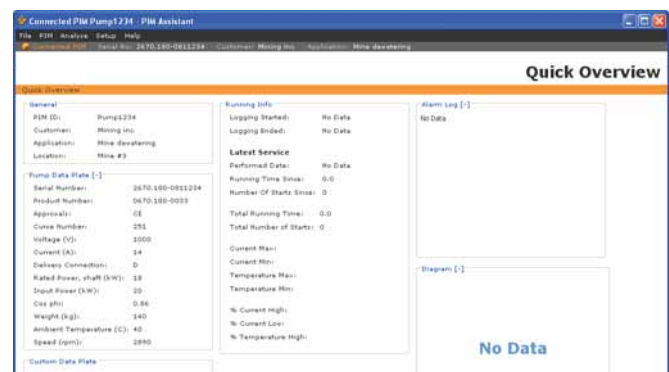 Connected PIM Pump1234 - PIM Assistant
File PIM Analyse Setup Help
Connected PIM Serial No: 2670.180-0811234 Customer: Mining inc. Application: Mine dewatering
Quick Overview
Quick Overview
General
PIM ID: Pump1234
Customer: Mining inc.
Application: Mine dewatering
Location: Mine #3
Pump Data Plate [-]
Serial Number: 2670.180-0811234
Product Number: 0670.180-0033
Approvals: CE
Curve Number: 251
Voltage (V): 1000
Current (A): 14
Delivery Connection: D
Rated Power, shaft (kW): 18
Input Power (kW): 20
Cos phi: 0.86
Weight (kg): 140
Ambient Temperature (C): 40
Speed (rpm): 2890
Custom Data Plate
Running Info
Logging Started: No Data
Logging Ended: No Data
Latest Service
Performed Date: No Data
Running Time Since: 0.0
Number Of Starts Since: 0
Total Running Time: 0.0
Total Number of Starts: 0
Current Max:
Current Min:
Temperature Max:
Temperature Min:
% Current High:
% Current Low:
% Temperature High:
Alarm Log [-]
No Data
Diagram [-]
No Data